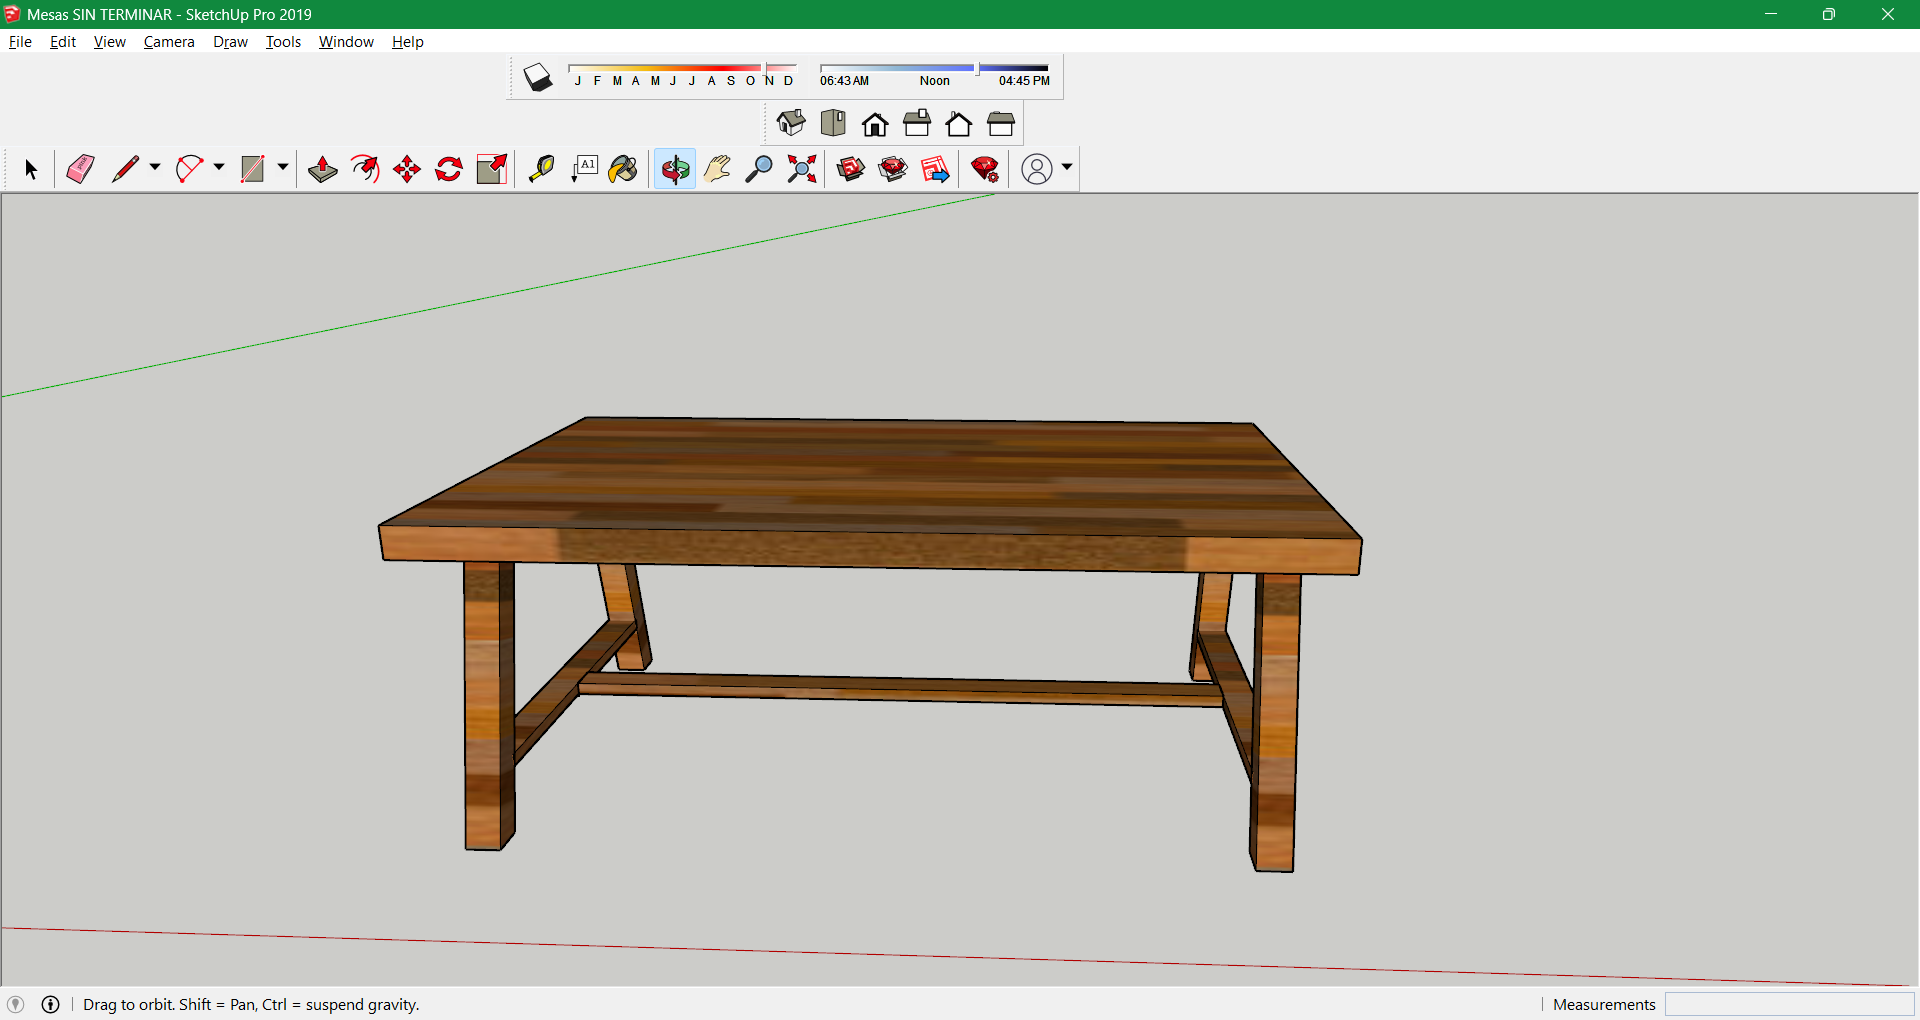 Mesas SIN TERMINAR - SketchUp Pro 2019
File Edit View Camera Draw Tools Window Help
J F M A M J J A S O N D 06:43 AM Noon 04:45 PM
A1
Drag to orbit. Shift = Pan, Ctrl = suspend gravity. Measurements